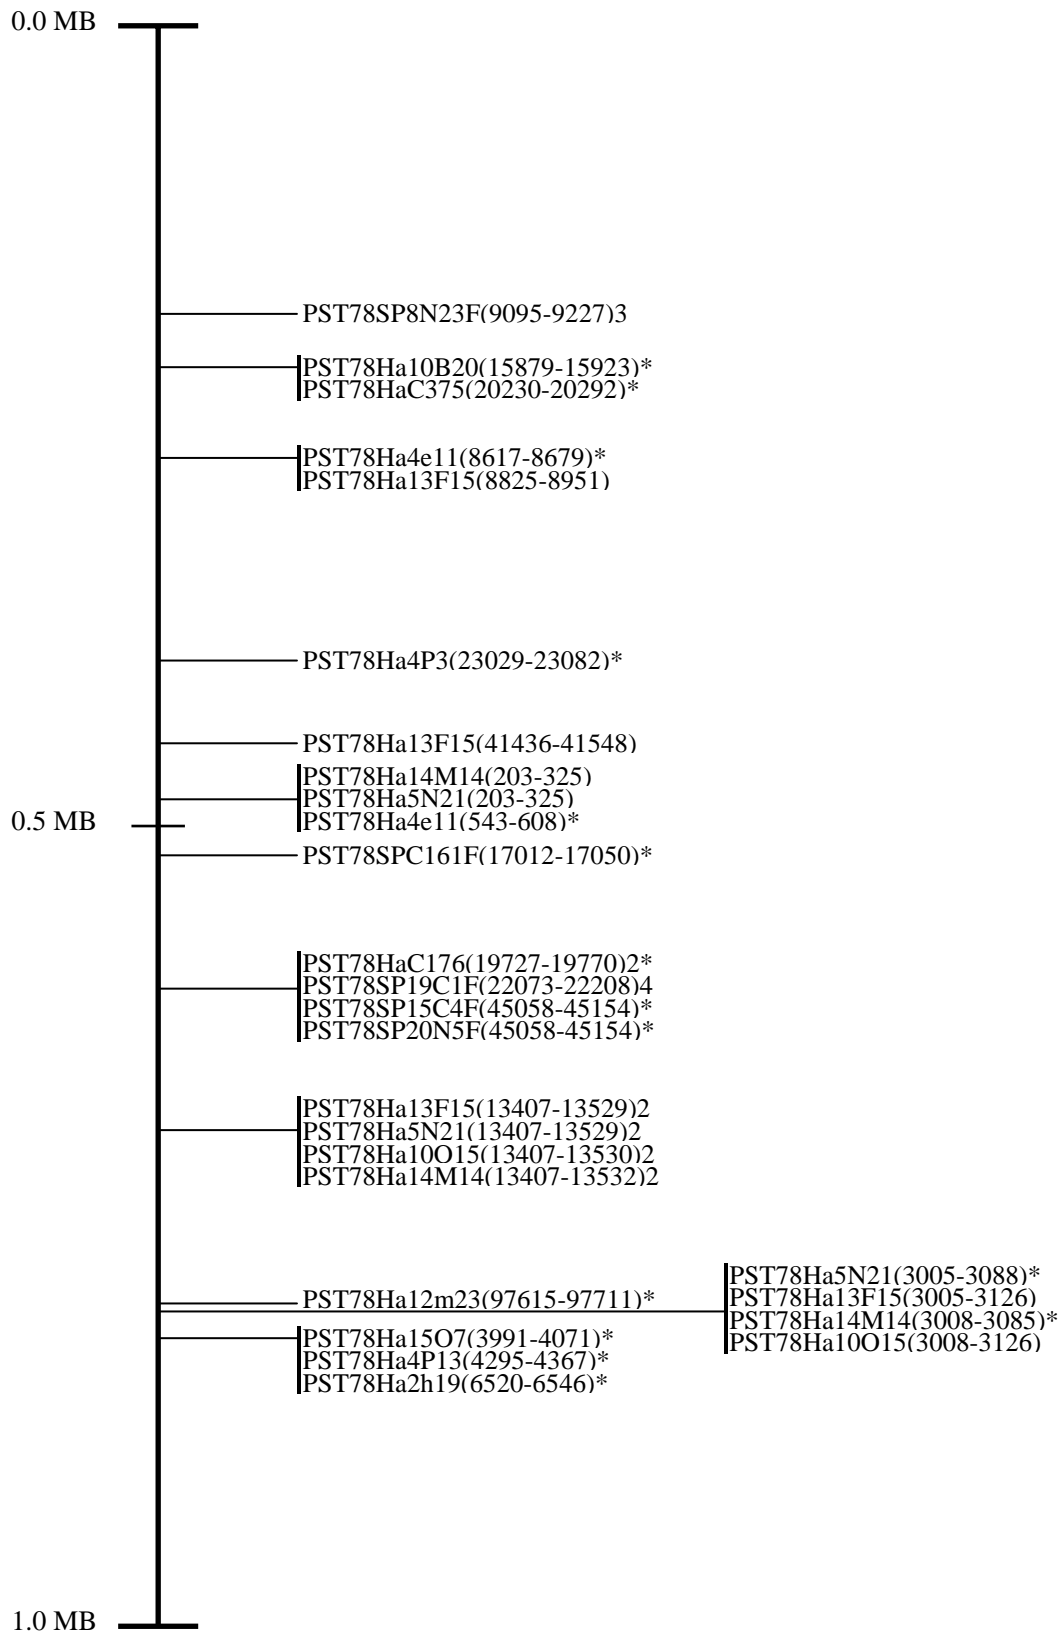 0.0 MB
PST78SP8N23F(9095-9227)3
PST78Ha10B20(15879-15923)*
PST78HaC375(20230-20292)*
PST78Ha4e11(8617-8679)*
PST78Ha13F15(8825-8951)
PST78Ha4P3(23029-23082)*
PST78Ha13F15(41436-41548)
PST78Ha14M14(203-325)
PST78Ha5N21(203-325)
0.5 MB
PST78Ha4e11(543-608)*
PST78SPC161F(17012-17050)*
PST78HaC176(19727-19770)2*
PST78SP19C1F(22073-22208)4
PST78SP15C4F(45058-45154)*
PST78SP20N5F(45058-45154)*
PST78Ha13F15(13407-13529)2
PST78Ha5N21(13407-13529)2
PST78Ha10O15(13407-13530)2
PST78Ha14M14(13407-13532)2
PST78Ha12m23(97615-97711)*
PST78Ha5N21(3005-3088)*
PST78Ha13F15(3005-3126)
PST78Ha14M14(3008-3085)*
PST78Ha10O15(3008-3126)
PST78Ha15O7(3991-4071)*
PST78Ha4P13(4295-4367)*
PST78Ha2h19(6520-6546)*
1.0 MB